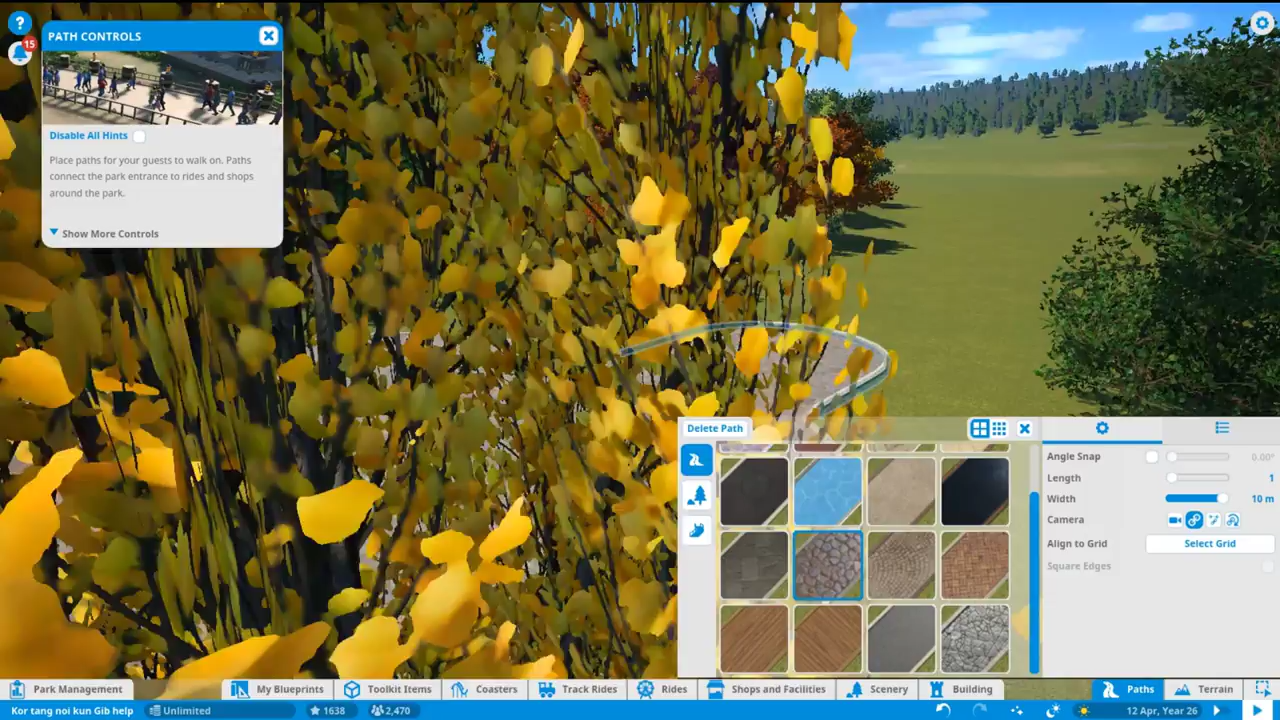 ?
15
PATH CONTROLS
Disable All Hints
Place paths for your guests to walk on. Paths
connect the park entrance to rides and shops
around the park.
Show More Controls
Delete Path
Angle Snap 0.00°
Length 1
Width 10 m
Camera
Align to Grid Select Grid
Square Edges
Park Management My Blueprints Toolkit Items Coasters Track Rides Rides Shops and Facilities Scenery Building Paths Terrain
Kor tang noi kun Gib help Unlimited 1638 2,470 12 Apr, Year 26